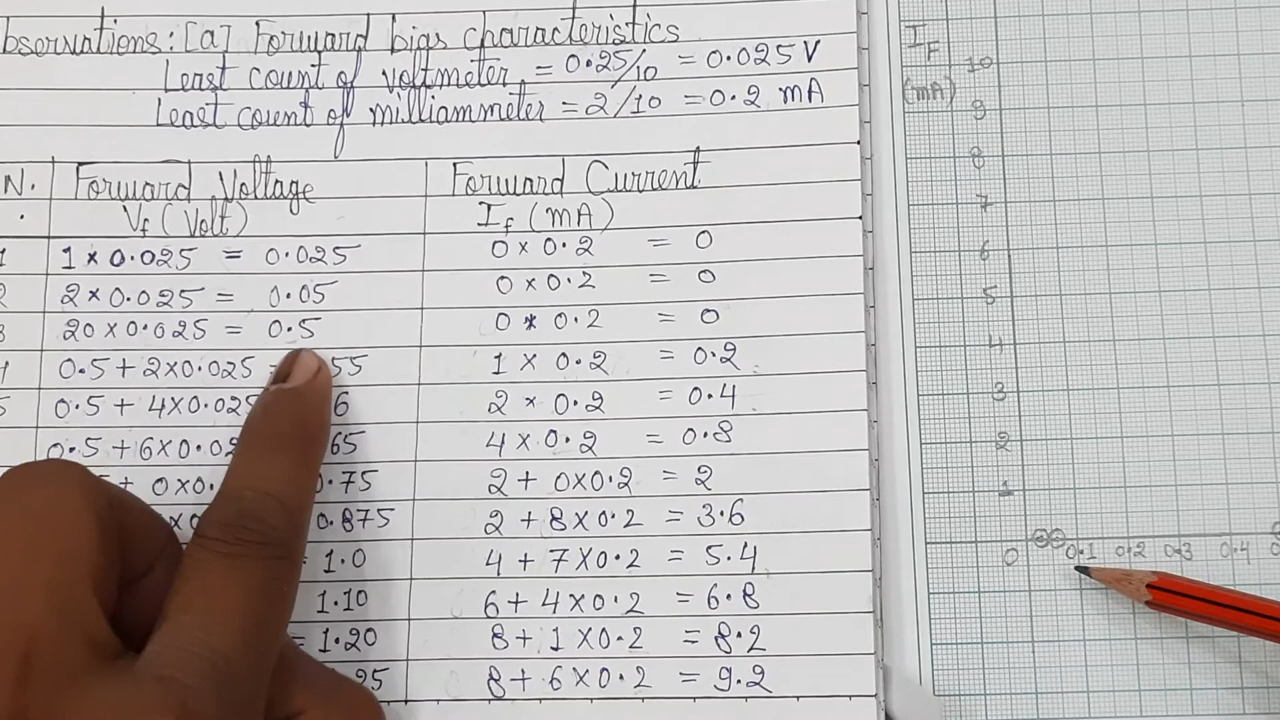 bservations: [a] Forward bias characteristics
Least count of voltmeter = 0.25/10 = 0.025 V
Least count of milliammeter = 2/10 = 0.2 mA
N. Forward Voltage Forward Current
. Vf (Volt) If (mA)
1 1 × 0.025 = 0.025 0 × 0.2 = 0
2 2 × 0.025 = 0.05 0 × 0.2 = 0
3 20 × 0.025 = 0.5 0 × 0.2 = 0
4 0.5 + 2×0.025 = 55 1 × 0.2 = 0.2
5 0.5 + 4×0.025 6 2 × 0.2 = 0.4
0.5 + 6×0.02 65 4 × 0.2 = 0.8
+ 0×0. 0.75 2 + 0×0.2 = 2
×0 0.875 2 + 8×0.2 = 3.6
= 1.0 4 + 7×0.2 = 5.4
1.10 6 + 4×0.2 = 6.8
= 1.20 8 + 1×0.2 = 8.2
25 8 + 6×0.2 = 9.2
IF
(mA)
10
9
8
7
6
5
4
3
2
1
0 0.1 0.2 0.3 0.4